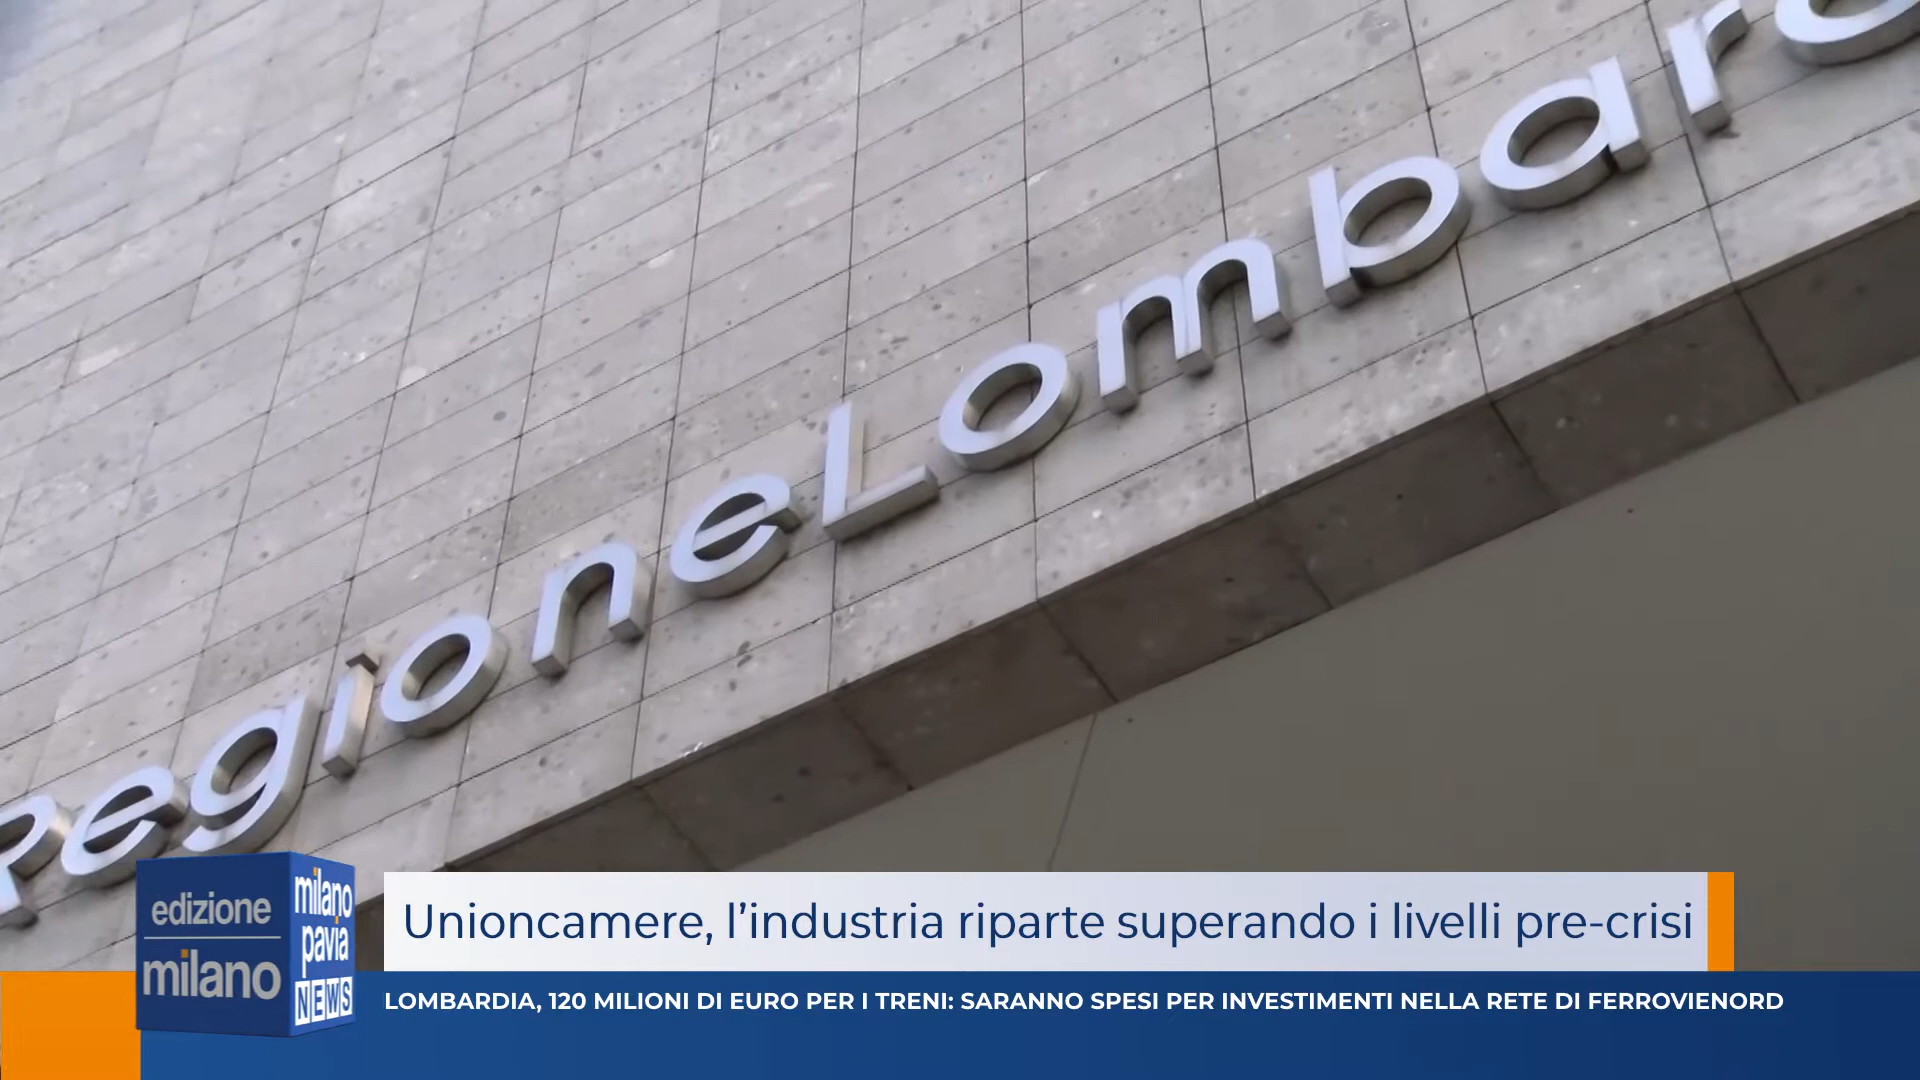 RegioneLombard
edizione
milano
milano
pavia
NEWS
Unioncamere, l'industria riparte superando i livelli pre-crisi
LOMBARDIA, 120 MILIONI DI EURO PER I TRENI: SARANNO SPESI PER INVESTIMENTI NELLA RETE DI FERROVIENORD